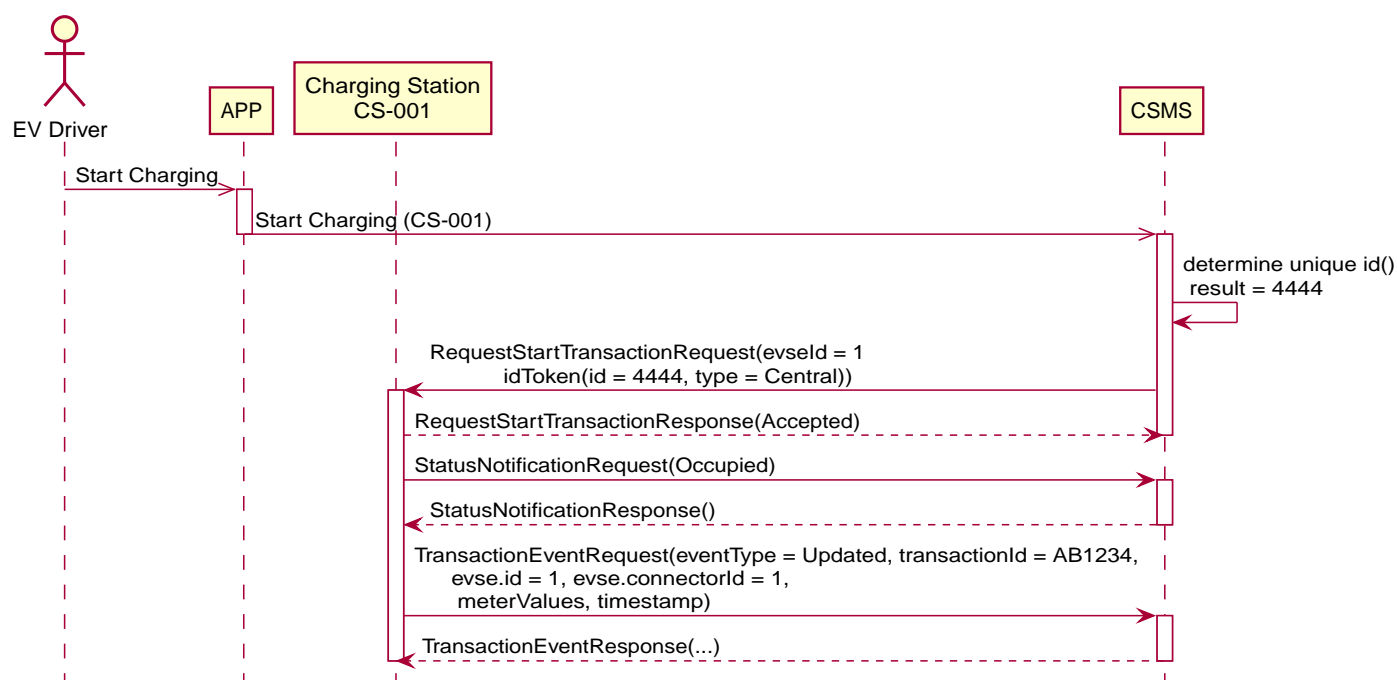 EV Driver
APP
Charging Station
CS-001
CSMS
Start Charging
Start Charging (CS-001)
determine unique id()
result = 4444
RequestStartTransactionRequest(evseId = 1
idToken(id = 4444, type = Central))
RequestStartTransactionResponse(Accepted)
StatusNotificationRequest(Occupied)
StatusNotificationResponse()
TransactionEventRequest(eventType = Updated, transactionId = AB1234,
evse.id = 1, evse.connectorId = 1,
meterValues, timestamp)
TransactionEventResponse(...)